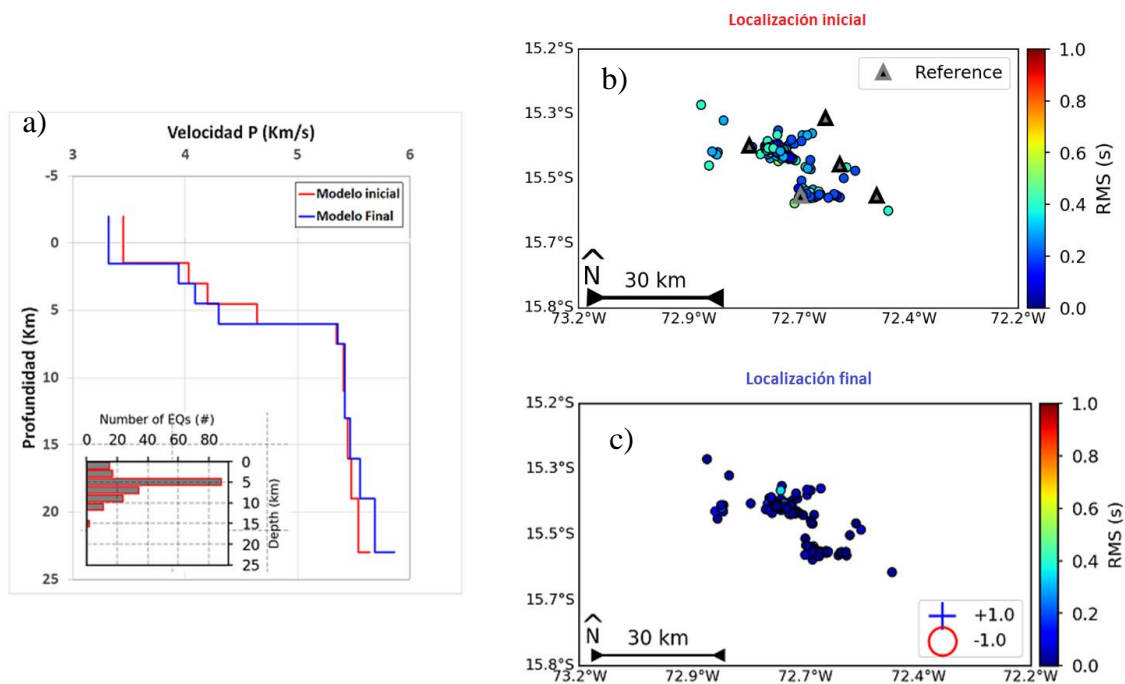 a)
Velocidad P (Km/s)
3 4 5 6
-5
0
5
10
15
20
25
Profundidad (Km)
Modelo inicial
Modelo Final
Number of EQs (#)
0 20 40 60 80
0
5
10
15
20
25
Depth (km)
Localización inicial
b)
15.2°S
15.3°S
15.5°S
15.7°S
15.8°S
73.2°W 72.9°W 72.7°W 72.4°W 72.2°W
Reference
N
30 km
1.0
0.8
0.6
0.4
0.2
0.0
RMS (s)
Localización final
c)
15.2°S
15.3°S
15.5°S
15.7°S
15.8°S
73.2°W 72.9°W 72.7°W 72.4°W 72.2°W
N
30 km
+1.0
-1.0
1.0
0.8
0.6
0.4
0.2
0.0
RMS (s)